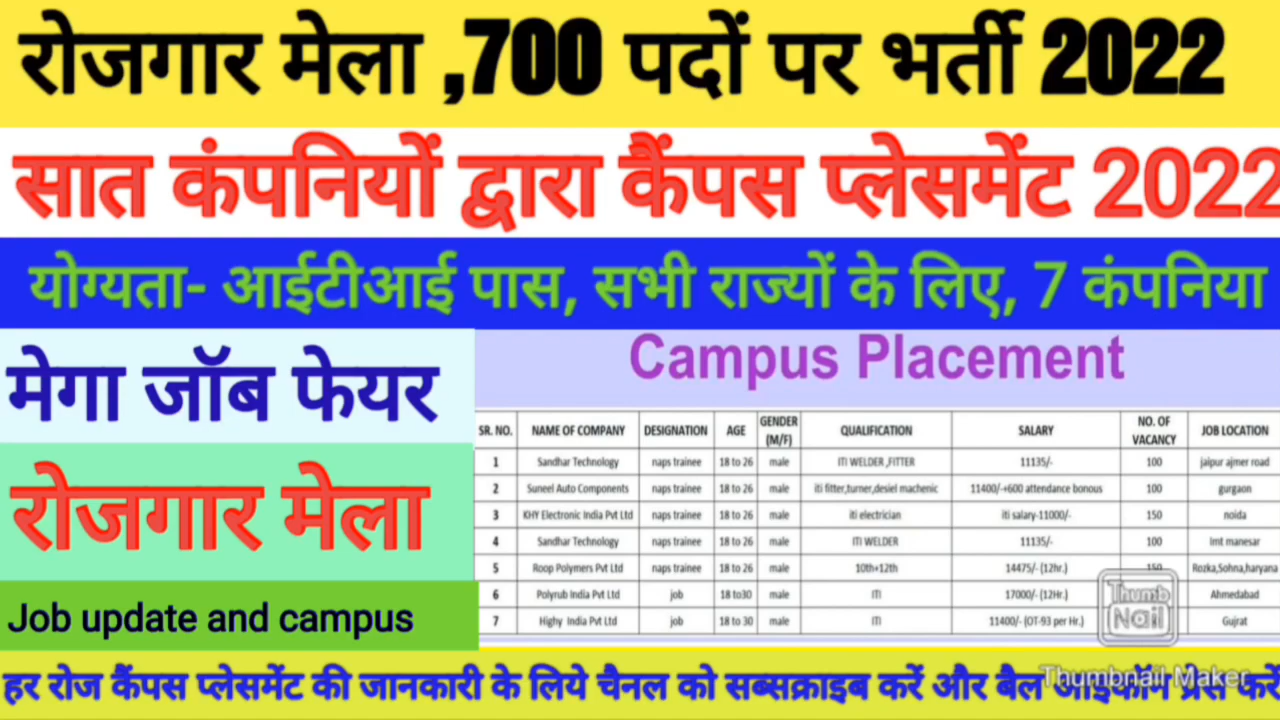 रोजगार मेला ,700 पदों पर भर्ती 2022
सात कंपनियों द्वारा कैंपस प्लेसमेंट 2022
योग्यता- आईटीआई पास, सभी राज्यों के लिए, 7 कंपनिया
मेगा जॉब फेयर
रोजगार मेला
Job update and campus
Campus Placement
SR. NO. NAME OF COMPANY DESIGNATION AGE GENDER (M/F) QUALIFICATION SALARY NO. OF VACANCY JOB LOCATION
1 Sandhar Technology naps trainee 18 to 26 male ITI WELDER ,FITTER 11135/- 100 jaipur ajmer road
2 Suneel Auto Components naps trainee 18 to 26 male iti fitter,turner,desiel machenic 11400/-+600 attendance bonous 100 gurgaon
3 KHY Electronic India Pvt Ltd naps trainee 18 to 26 male iti electrician iti salary-11000/- 150 noida
4 Sandhar Technology naps trainee 18 to 26 male ITI WELDER 11135/- 100 Imt manesar
5 Roop Polymers Pvt Ltd naps trainee 18 to 26 male 10th+12th 14475/- (12hr.) 150 Rozka,Sohna,haryana
6 Polyrub India Pvt Ltd job 18 to30 male ITI 17000/- (12Hr.) Ahmedabad
7 Highy India Pvt Ltd job 18 to 30 male ITI 11400/- (OT-93 per Hr.) Gujrat
Thumb
Nail
Thumbnail Maker
हर रोज कैंपस प्लेसमेंट की जानकारी के लिये चैनल को सब्सक्राइब करें और बैल आइकॉन प्रेस करें